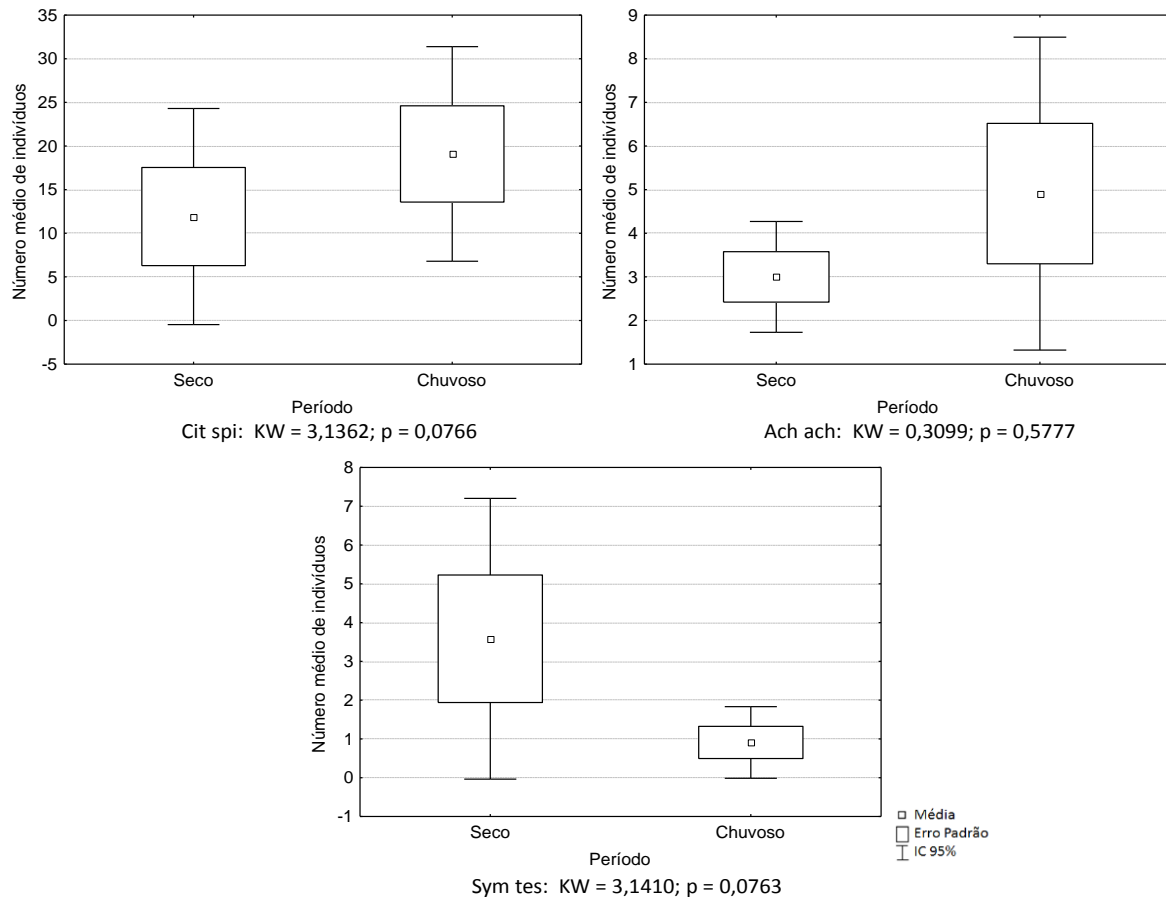 35
30
25
20
15
10
5
0
-5
Número médio de indivíduos
Seco
Chuvoso
Período
Cit spi: KW = 3,1362; p = 0,0766
9
8
7
6
5
4
3
2
1
Número médio de indivíduos
Seco
Chuvoso
Período
Ach ach: KW = 0,3099; p = 0,5777
8
7
6
5
4
3
2
1
0
-1
Número médio de indivíduos
Seco
Chuvoso
Período
Sym tes: KW = 3,1410; p = 0,0763
Média
Erro Padrão
IC 95%